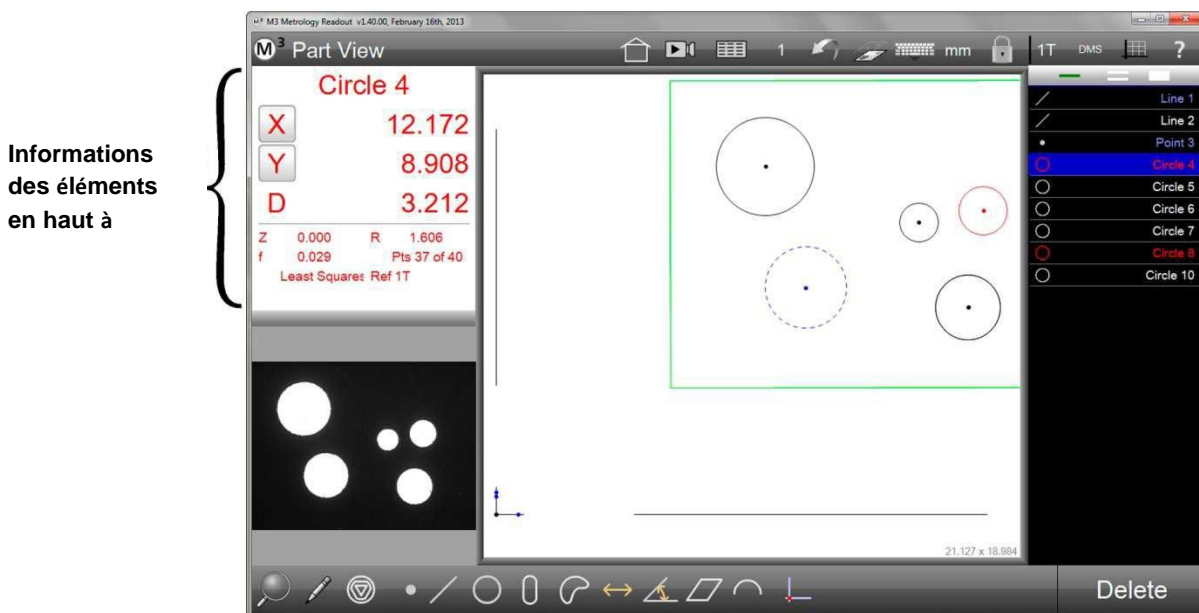 M³ M3 Metrology Readout v1.40.00, February 16th, 2013
M³ Part View
1
mm
1T
DMS
?
Informations
des éléments
en haut à
Circle 4
X 12.172
Y 8.908
D 3.212
Z 0.000 R 1.606
f 0.029 Pts 37 of 40
Least Squares Ref 1T
Line 1
Line 2
Point 3
Circle 4
Circle 5
Circle 6
Circle 7
Circle 8
Circle 10
21.127 x 18.984
Delete